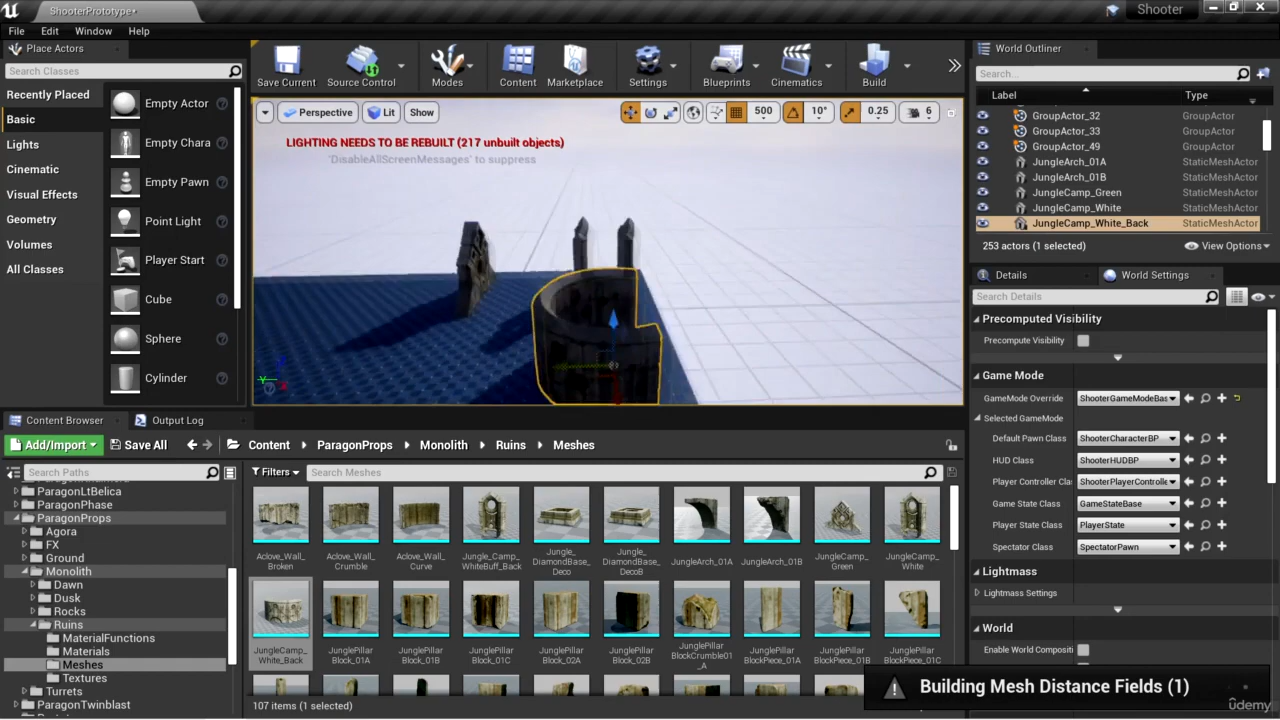 ShooterPrototype*
Shooter
File Edit Window Help
Place Actors
Search Classes
Recently Placed
Basic
Lights
Cinematic
Visual Effects
Geometry
Volumes
All Classes
Empty Actor
Empty Chara
Empty Pawn
Point Light
Player Start
Cube
Sphere
Cylinder
Save Current Source Control Modes Content Marketplace Settings Blueprints Cinematics Build
Perspective Lit Show 500 10° 0.25 6
LIGHTING NEEDS TO BE REBUILT (217 unbuilt objects)
'DisableAllScreenMessages' to suppress
World Outliner
Search...
Label Type
GroupActor_32 GroupActor
GroupActor_33 GroupActor
GroupActor_49 GroupActor
JungleArch_01A StaticMeshActor
JungleArch_01B StaticMeshActor
JungleCamp_Green StaticMeshActor
JungleCamp_White StaticMeshActor
JungleCamp_White_Back StaticMeshActor
253 actors (1 selected) View Options
Details World Settings
Search Details
Precomputed Visibility
Precompute Visibility
Game Mode
GameMode Override ShooterGameModeBas
Selected GameMode
Default Pawn Class ShooterCharacterBP
HUD Class ShooterHUDBP
Player Controller Cla ShooterPlayerControlle
Game State Class GameStateBase
Player State Class PlayerState
Spectator Class SpectatorPawn
Lightmass
Lightmass Settings
World
Enable World Compositi
Content Browser Output Log
Add/Import Save All Content ParagonProps Monolith Ruins Meshes
Search Paths
Filters Search Meshes
ParagonLtBelica
ParagonPhase
ParagonProps
Agora
FX
Ground
Monolith
Dawn
Dusk
Rocks
Ruins
MaterialFunctions
Materials
Meshes
Textures
Turrets
ParagonTwinblast
Aclove_Wall_Broken
Aclove_Wall_Crumble
Aclove_Wall_Curve
Jungle_Camp_WhiteBuff_Back
Jungle_DiamondBase_Deco
Jungle_DiamondBase_DecoB
JungleArch_01A
JungleArch_01B
JungleCamp_Green
JungleCamp_White
JungleCamp_White_Back
JunglePillar Block_01A
JunglePillar Block_01B
JunglePillar Block_01C
JunglePillar Block_02A
JunglePillar Block_02B
JunglePillar BlockCrumble01_A
JunglePillar BlockPiece_01A
JunglePillar BlockPiece_01B
JunglePillar BlockPiece_01C
107 items (1 selected)
Building Mesh Distance Fields (1)
ûdemy